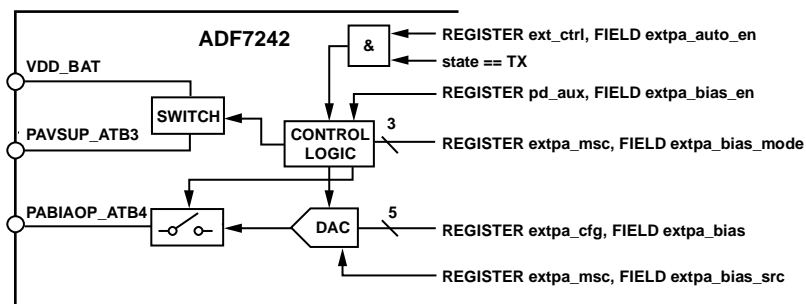 ADF7242
REGISTER ext_ctrl, FIELD extpa_auto_en
&
state == TX
VDD_BAT
REGISTER pd_aux, FIELD extpa_bias_en
SWITCH
PAVSUP_ATB3
CONTROL
LOGIC
3
REGISTER extpa_msc, FIELD extpa_bias_mode
PABIAOP_ATB4
DAC
5
REGISTER extpa_cfg, FIELD extpa_bias
REGISTER extpa_msc, FIELD extpa_bias_src